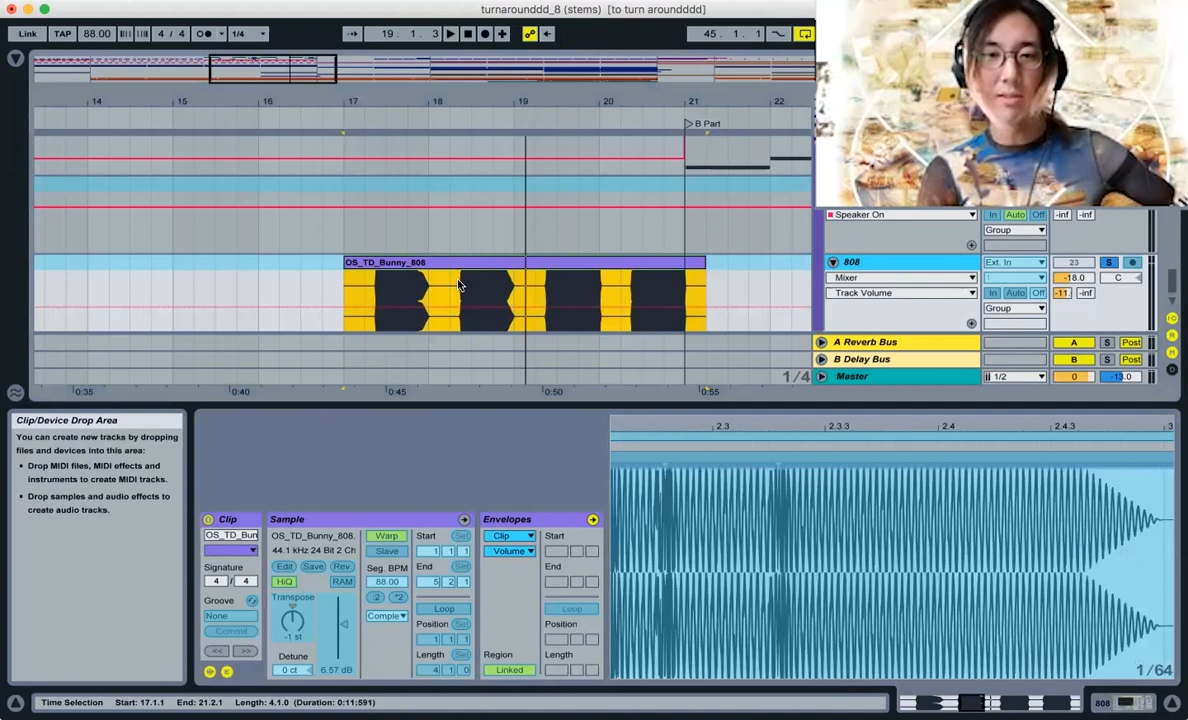 turnarounddd_8 (stems) [to turn aroundddd]
Link TAP 88.00 4 / 4 1/4 19. 1. 3 45. 1. 1
14 15 16 17 18 19 20 21 22
B Part
Speaker On In Auto Off -inf -inf
Group
OS_TD_Bunny_808
808 Ext. In 23 S
Mixer 1 -18.0 C
Track Volume In Auto Off -11. -inf
Group
A Reverb Bus A S Post
B Delay Bus B S Post
Master 1/2 0 -13.0
1/4
0:35 0:40 0:45 0:50 0:55
Clip/Device Drop Area
You can create new tracks by dropping
files and devices into this area:
Drop MIDI files, MIDI effects and
instruments to create MIDI tracks.
Drop samples and audio effects to
create audio tracks.
2.3 2.3.3 2.4 2.4.3 3
Clip
OS_TD_Bun
Signature
4 / 4
Groove
None
Commit
<< >>
Sample
OS_TD_Bunny_808.
44.1 kHz 24 Bit 2 Ch
Edit Save Rev.
HiQ RAM
Transpose
-1 st
Detune
0 ct 6.57 dB
Warp
Slave
Seg. BPM
88.00
:2 *2
Comple
Start Set
1 1 1
End Set
5 2 1
Loop
Position Set
1 1 1
Length Set
4 1 0
Envelopes
Clip
Volume
Region
Linked
Start
End
Loop
Position
Length
1/64
Time Selection Start: 17.1.1 End: 21.2.1 Length: 4.1.0 (Duration: 0:11:591)
808